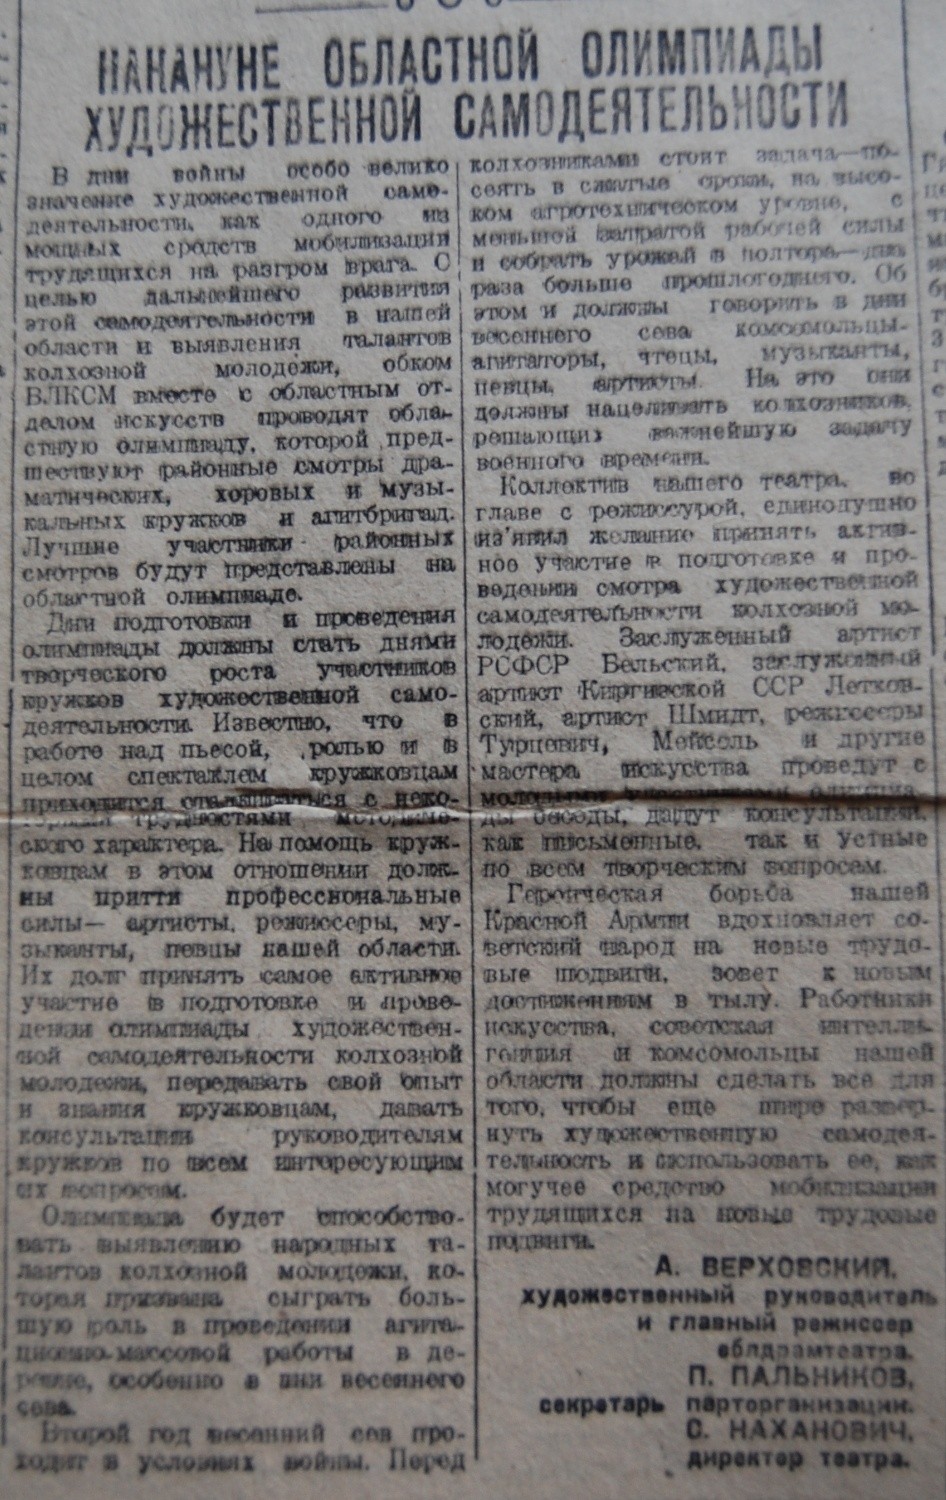 НАКАНУНЕ ОБЛАСТНОЙ ОЛИМПИАДЫ
ХУДОЖЕСТВЕННОЙ САМОДЕЯТЕЛЬНОСТИ
В дни войны особо велико
значение художественной само-
деятельности, как одного из
мощных средств мобилизации
трудящихся на разгром врага. С
целью дальнейшего развития
этой самодеятельности в нашей
области и выявления талантов
колхозной молодежи, обком
ВЛКСМ вместе с областным от-
делом искусств проводят обла-
стную олимпиаду, которой пред-
шествуют районные смотры дра-
матических, хоровых и музы-
кальных кружков и агитбригад.
Лучшие участники районных
смотров будут представлены на
областной олимпиаде.
Дни подготовки и проведения
олимпиады должны стать днями
творческого роста участников
кружков художественной само-
деятельности. Известно, что в
работе над пьесой, ролью и в
целом спектаклем кружковцам
приходится сталкиваться с неко-
торыми трудностями методиче-
ского характера. На помощь круж-
ковцам в этом отношении долж-
ны притти профессиональные
силы— артисты, режиссеры, му-
зыканты, певцы нашей области.
Их долг принять самое активное
участие в подготовке и прове-
дении олимпиады художествен-
ной самодеятельности колхозной
молодежи, передавать свой опыт
и знания кружковцам, давать
консультации руководителям
кружков по всем интересующим
их вопросам.
Олимпиада будет способство-
вать выявлению народных та-
лантов колхозной молодежи, ко-
торая призвана сыграть боль-
шую роль в проведении агита-
ционно-массовой работы в де-
ревне, особенно в дни весеннего
сева.
Второй год весенний сев про-
ходит в условиях войны. Перед
колхозниками стоит задача—по-
сеять в сжатые сроки, на высо-
ком агротехническом уровне, с
меньшой затратой рабочей силы
и собрать урожай в полтора—два
раза больше прошлогоднего. Об
этом и должны говорить в дни
весеннего сева комсомольцы-
агитаторы, чтецы, музыканты,
певцы, артисты. На это они
должны нацеливать колхозников,
решающих важнейшую задачу
военного времени.
Коллектив нашего театра, во
главе с режиссурой, единодушно
из'явил желание принять актив-
ное участие в подготовке и про-
ведении смотра художественной
самодеятельности колхозной мо-
лодежи. Заслуженный артист
РСФСР Бельский, заслуженный
артист Киргизской ССР Летков-
ский, артист Шмидт, режиссеры
Турцевич, Мейсель и другие
мастера искусства проведут с
молодыми участниками олимпиа-
ды беседы, дадут консультации,
как письменные, так и устные
по всем творческим вопросам.
Героическая борьба нашей
Красной Армии вдохновляет со-
ветский народ на новые трудо-
вые подвиги, зовет к новым
достижениям в тылу. Работники
искусства, советская интелли-
генция и комсомольцы нашей
области должны сделать все для
того, чтобы еще шире развер-
нуть художественную самодея-
тельность и использовать ее, как
могучее средство мобилизации
трудящихся на новые трудовые
подвиги.
А. ВЕРХОВСКИЙ,
художественный руководитель
и главный режиссер
облдрамтеатра.
П. ПАЛЬНИКОВ,
секретарь парторганизации.
С. НАХАНОВИЧ,
директор театра.